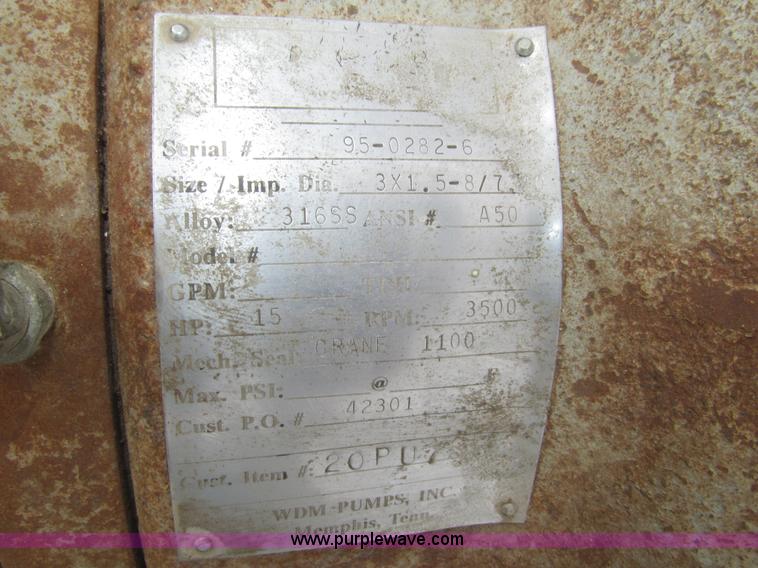 Serial # 95-0282-6
Size / Imp. Dia. 3X1.5-8/7
Alloy: 316SS ANSI # A50
Model #
GPM: TDH
HP: 15 RPM: 3500
Mech. Seal CRANE 1100
Max. PSI: @ F
Cust. P.O. # 42301
Cust. Item #: 20PU7
WDM PUMPS, INC.
Memphis, Tenn.
www.purplewave.com